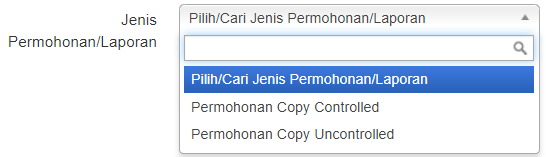 Jenis
Permohonan/Laporan
Pilih/Cari Jenis Permohonan/Laporan
Pilih/Cari Jenis Permohonan/Laporan
Permohonan Copy Controlled
Permohonan Copy Uncontrolled